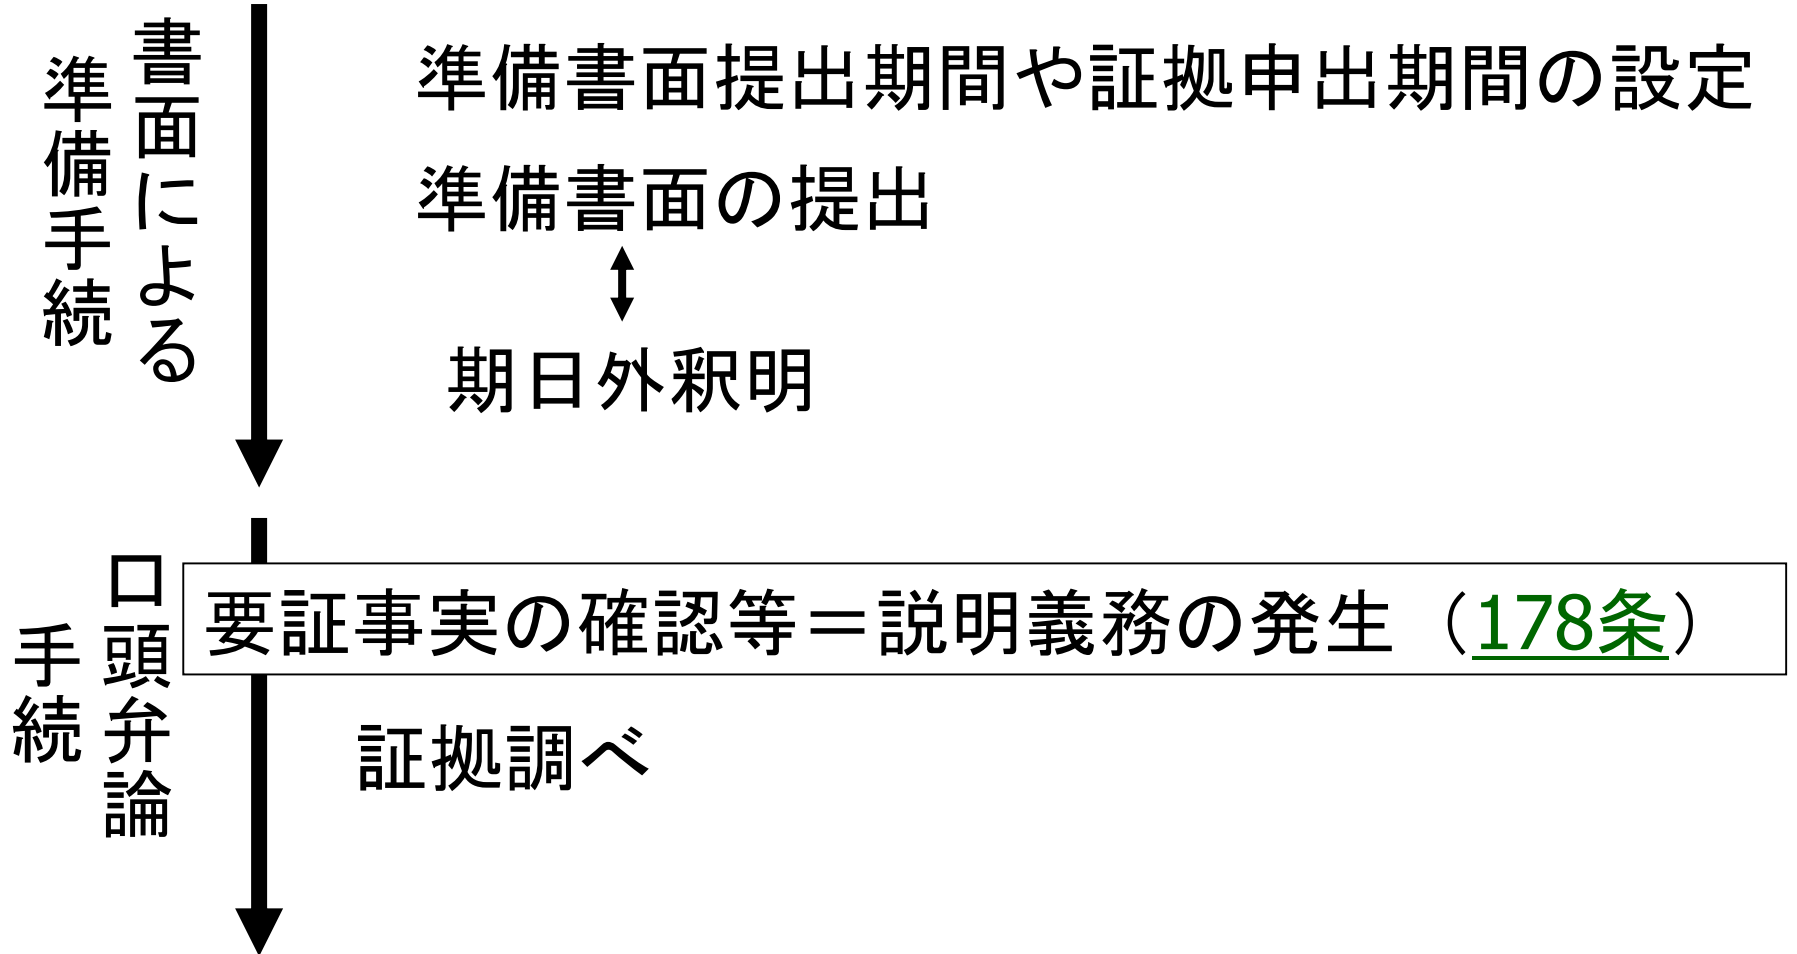 書面による
準備手続
準備書面提出期間や証拠申出期間の設定
準備書面の提出
期日外釈明
口頭弁論
手続
要証事実の確認等＝説明義務の発生（178条）
証拠調べ